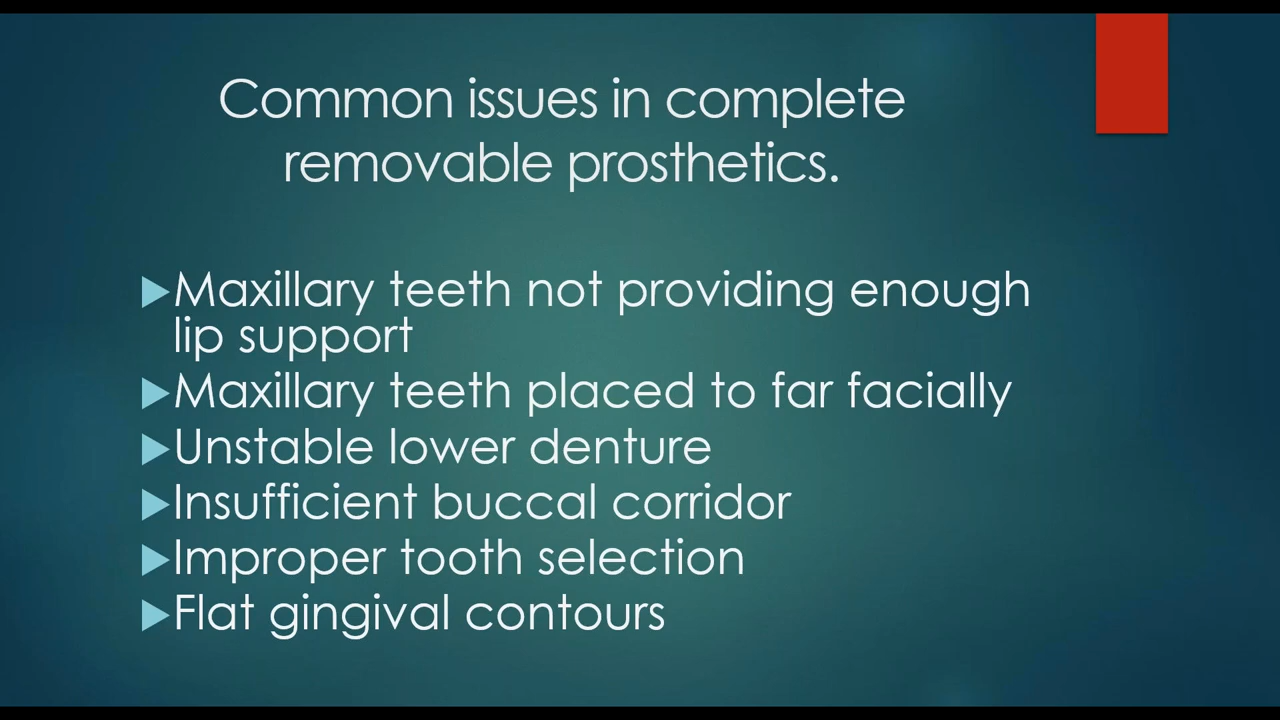 Common issues in complete
removable prosthetics.
Maxillary teeth not providing enough
lip support
Maxillary teeth placed to far facially
Unstable lower denture
Insufficient buccal corridor
Improper tooth selection
Flat gingival contours